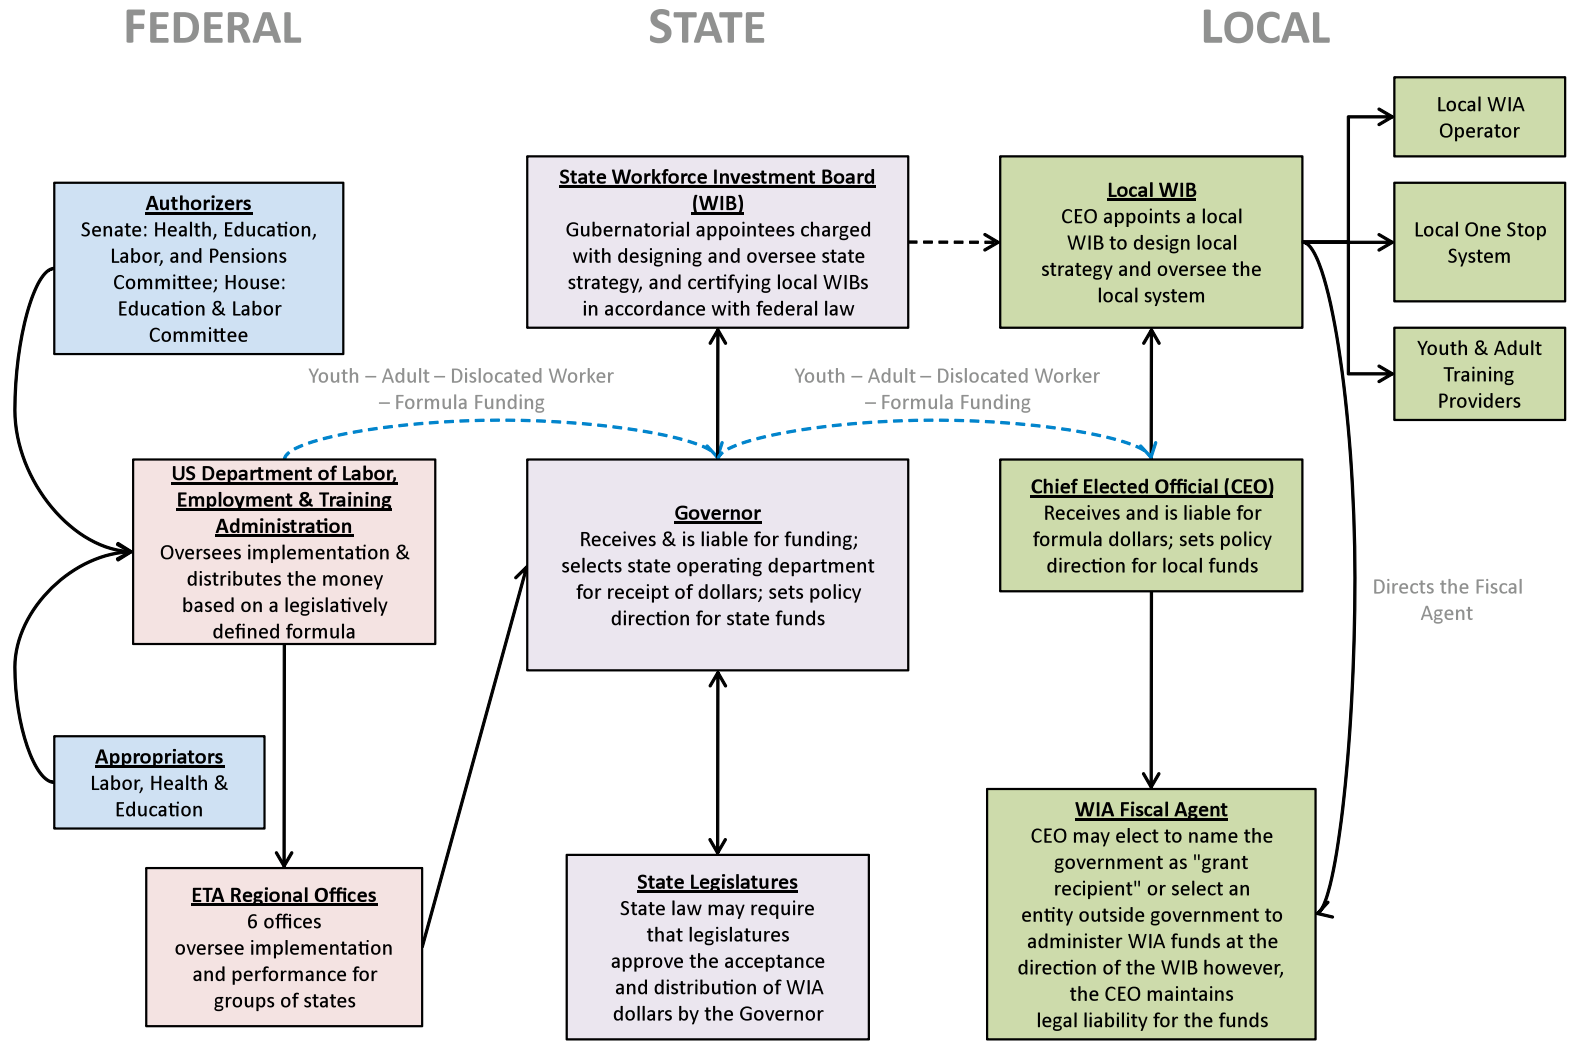 FEDERAL
STATE
LOCAL
Authorizers
Senate: Health, Education,
Labor, and Pensions
Committee; House:
Education & Labor
Committee
US Department of Labor,
Employment & Training
Administration
Oversees implementation &
distributes the money
based on a legislatively
defined formula
Appropriators
Labor, Health &
Education
ETA Regional Offices
6 offices
oversee implementation
and performance for
groups of states
Youth – Adult – Dislocated Worker
– Formula Funding
State Workforce Investment Board
(WIB)
Gubernatorial appointees charged
with designing and oversee state
strategy, and certifying local WIBs
in accordance with federal law
Governor
Receives & is liable for funding;
selects state operating department
for receipt of dollars; sets policy
direction for state funds
State Legislatures
State law may require
that legislatures
approve the acceptance
and distribution of WIA
dollars by the Governor
Youth – Adult – Dislocated Worker
– Formula Funding
Local WIB
CEO appoints a local
WIB to design local
strategy and oversee the
local system
Chief Elected Official (CEO)
Receives and is liable for
formula dollars; sets policy
direction for local funds
WIA Fiscal Agent
CEO may elect to name the
government as "grant
recipient" or select an
entity outside government to
administer WIA funds at the
direction of the WIB however,
the CEO maintains
legal liability for the funds
Local WIA
Operator
Local One Stop
System
Youth & Adult
Training
Providers
Directs the Fiscal
Agent